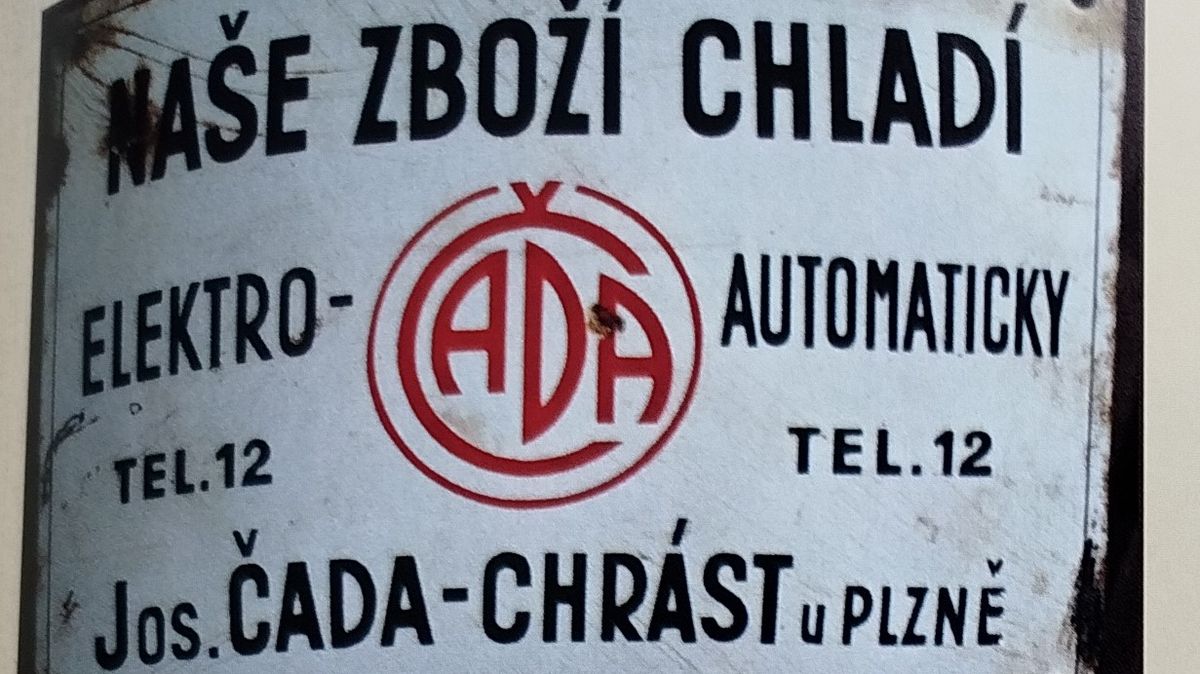 NAŠE ZBOŽÍ CHLADÍ
ELEKTRO- ČADA AUTOMATICKY
TEL.12 TEL.12
Jos. ČADA-CHRÁST u PLZNĚ